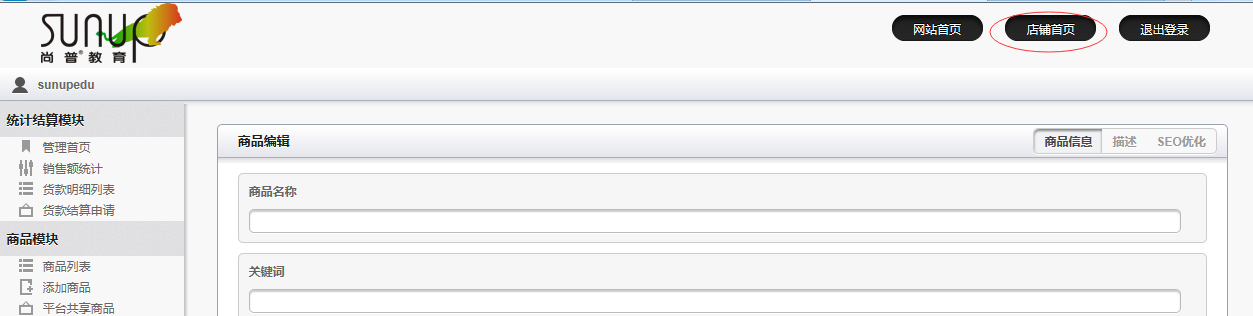 sunup
尚普®教育
网站首页 店铺首页 退出登录
sunupedu
统计结算模块
管理首页
销售额统计
货款明细列表
货款结算申请
商品模块
商品列表
添加商品
平台共享商品
商品编辑 商品信息 描述 SEO优化
商品名称
关键词